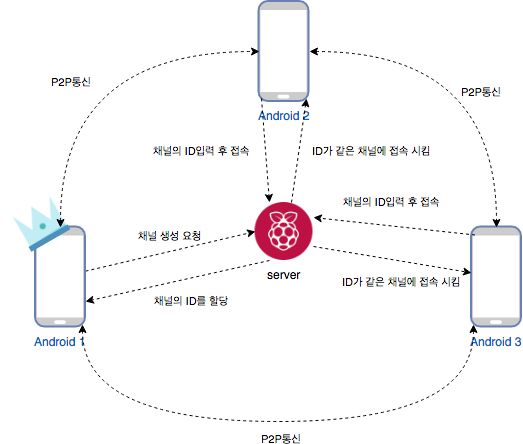 P2P통신
Android 2
P2P통신
채널의 ID입력 후 접속
ID가 같은 채널에 접속 시킴
채널의 ID입력 후 접속
채널 생성 요청
server
ID가 같은 채널에 접속 시킴
채널의 ID를 할당
Android 1
Android 3
P2P통신